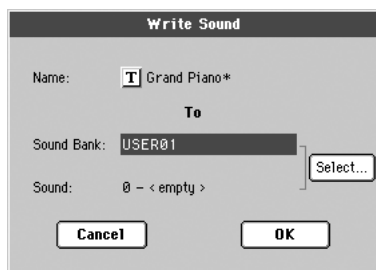 Write Sound
Name: T Grand Piano*
To
Sound Bank: USER01
Select...
Sound: 0 - < empty >
Cancel OK